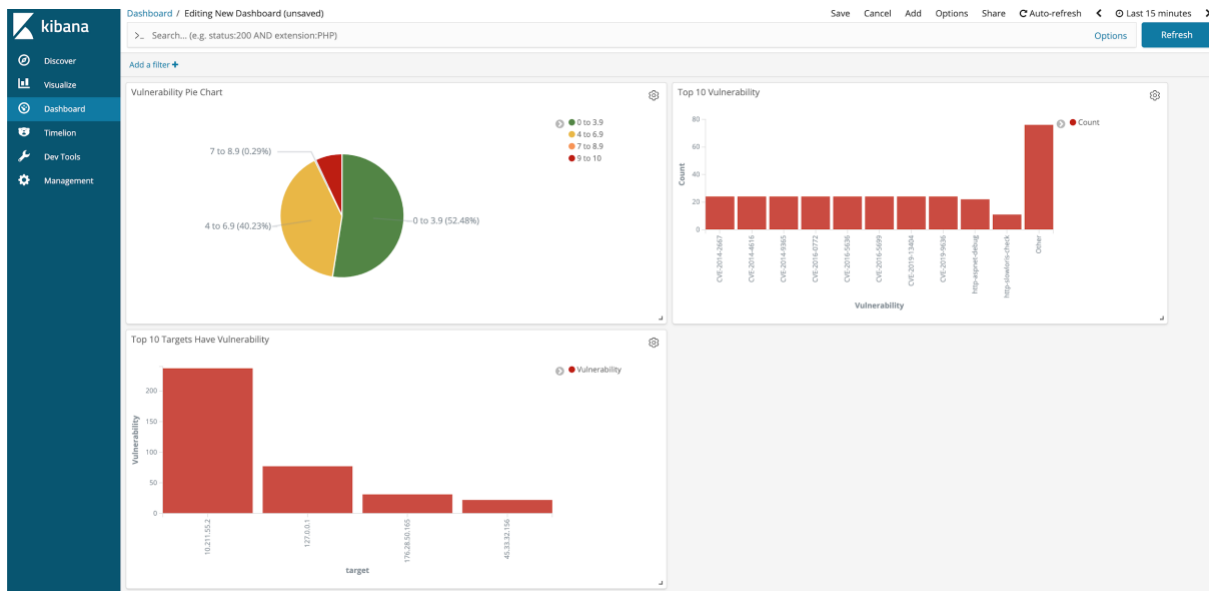 kibana
Discover
Visualize
Dashboard
Timelion
Dev Tools
Management
Dashboard / Editing New Dashboard (unsaved)
Save Cancel Add Options Share Auto-refresh Last 15 minutes
>_ Search... (e.g. status:200 AND extension:PHP) Options Refresh
Add a filter +
Vulnerability Pie Chart
0 to 3.9
4 to 6.9
7 to 8.9
9 to 10
7 to 8.9 (0.29%)
4 to 6.9 (40.23%)
0 to 3.9 (52.48%)
Top 10 Vulnerability
Count
80
60
40
20
0
Count
CVE-2014-2667
CVE-2014-4616
CVE-2014-9365
CVE-2016-0772
CVE-2016-5636
CVE-2016-5699
CVE-2019-13404
CVE-2019-9636
http-aspnet-debug
http-slowloris-check
Other
Vulnerability
Top 10 Targets Have Vulnerability
Vulnerability
200
150
100
50
0
Vulnerability
10.211.55.2
127.0.0.1
176.28.50.165
45.33.32.156
target